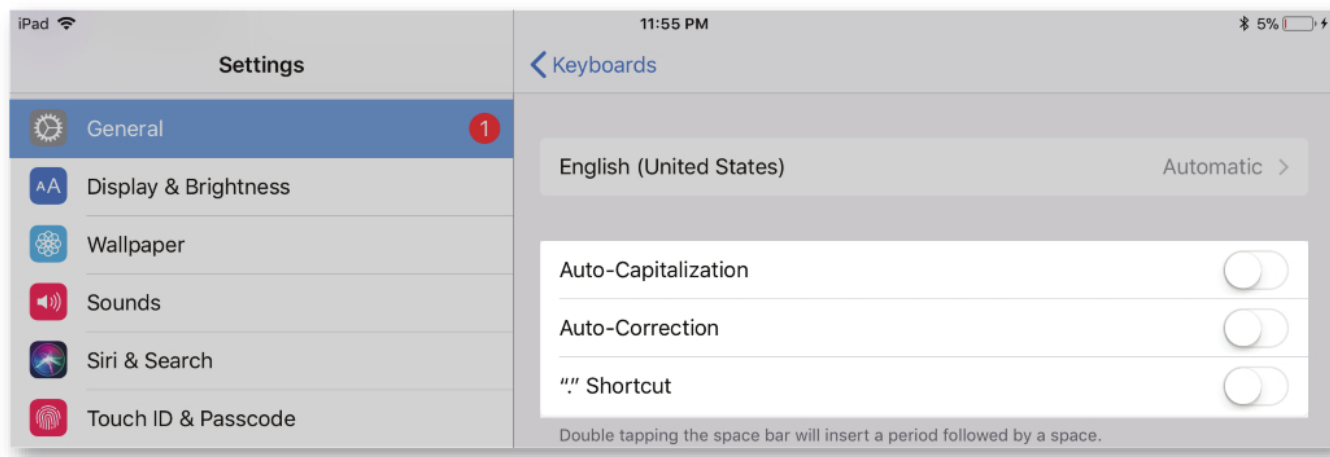 iPad 11:55 PM 5%
Settings
Keyboards
General 1
Display & Brightness
Wallpaper
Sounds
Siri & Search
Touch ID & Passcode
English (United States) Automatic
Auto-Capitalization
Auto-Correction
“.” Shortcut
Double tapping the space bar will insert a period followed by a space.